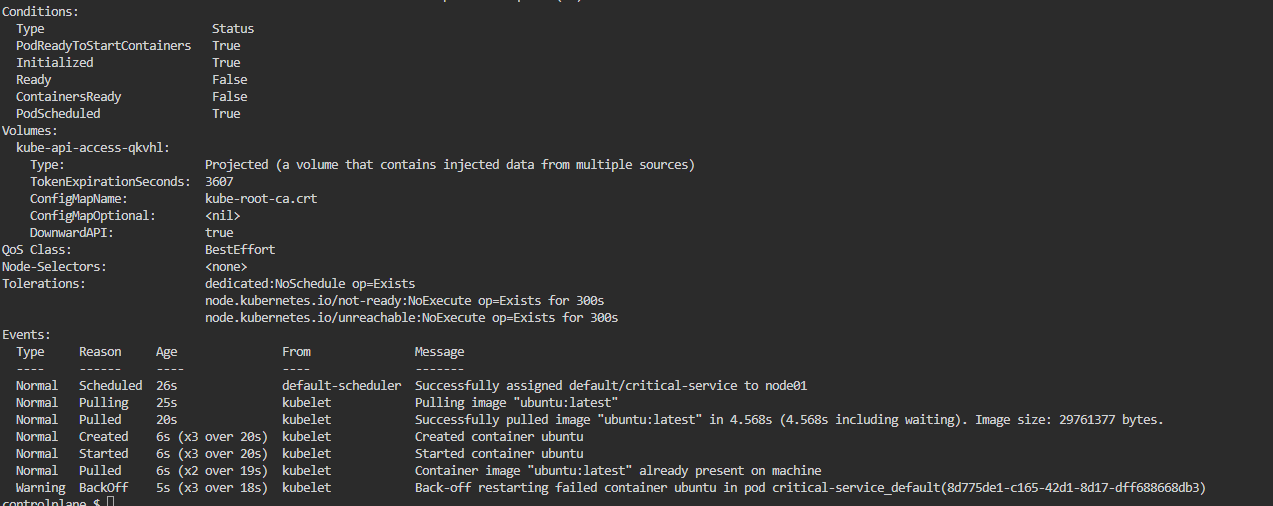 Conditions:
  Type                        Status
  PodReadyToStartContainers   True
  Initialized                 True
  Ready                       False
  ContainersReady             False
  PodScheduled                True
Volumes:
  kube-api-access-qkvhl:
    Type:                    Projected (a volume that contains injected data from multiple sources)
    TokenExpirationSeconds:  3607
    ConfigMapName:           kube-root-ca.crt
    ConfigMapOptional:       <nil>
    DownwardAPI:             true
QoS Class:                   BestEffort
Node-Selectors:              <none>
Tolerations:                 dedicated:NoSchedule op=Exists
                             node.kubernetes.io/not-ready:NoExecute op=Exists for 300s
                             node.kubernetes.io/unreachable:NoExecute op=Exists for 300s
Events:
  Type     Reason     Age                From               Message
  ----     ------     ----               ----               -------
  Normal   Scheduled  26s                default-scheduler  Successfully assigned default/critical-service to node01
  Normal   Pulling    25s                kubelet            Pulling image "ubuntu:latest"
  Normal   Pulled     20s                kubelet            Successfully pulled image "ubuntu:latest" in 4.568s (4.568s including waiting). Image size: 29761377 bytes.
  Normal   Created    6s (x3 over 20s)   kubelet            Created container ubuntu
  Normal   Started    6s (x3 over 20s)   kubelet            Started container ubuntu
  Normal   Pulled     6s (x2 over 19s)   kubelet            Container image "ubuntu:latest" already present on machine
  Warning  BackOff    5s (x3 over 18s)   kubelet            Back-off restarting failed container ubuntu in pod critical-service_default(8d775de1-c165-42d1-8d17-dff688668db3)
controlplane $